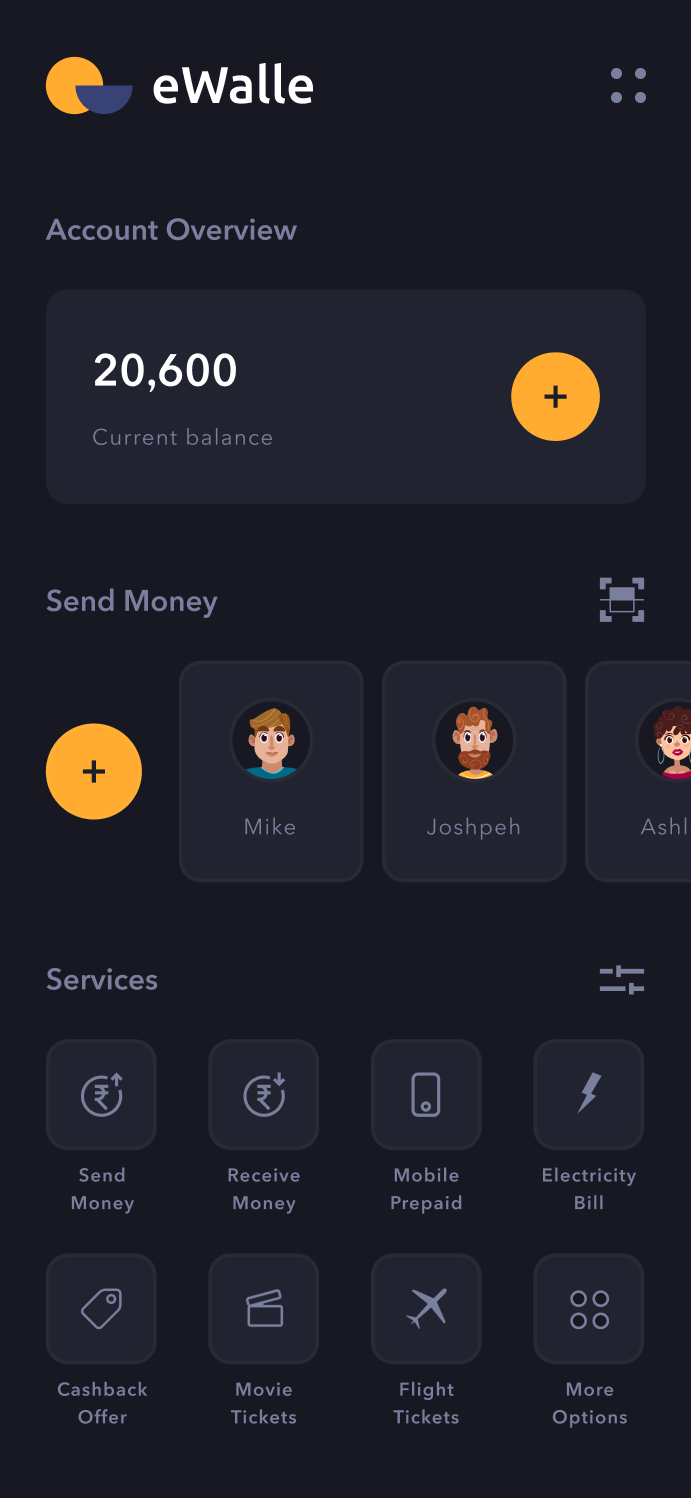 eWalle
Account Overview
20,600
Current balance
Send Money
Mike
Joshpeh
Ashl
Services
Send
Money
Receive
Money
Mobile
Prepaid
Electricity
Bill
Cashback
Offer
Movie
Tickets
Flight
Tickets
More
Options